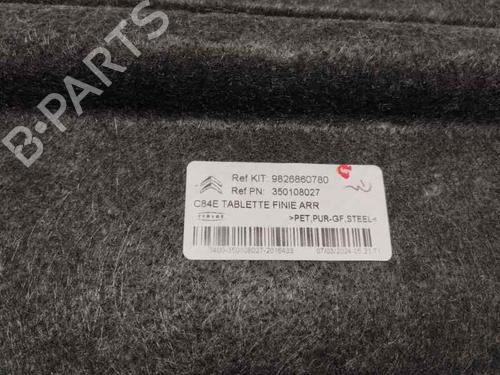 B-PARTS
Ref KIT: 9826860780
Ref PN: 350108027
C84E TABLETTE FINIE ARR
>PET,PUR-GF,STEEL<